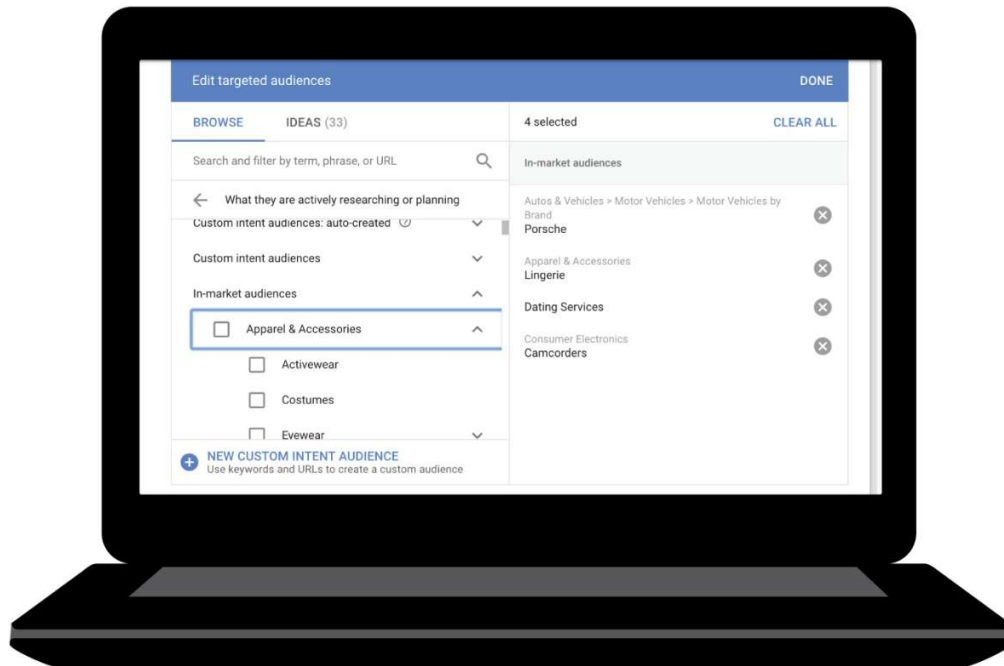 Edit targeted audiences
DONE
BROWSE
IDEAS (33)
Search and filter by term, phrase, or URL
What they are actively researching or planning
Custom intent audiences: auto-created
Custom intent audiences
In-market audiences
Apparel & Accessories
Activewear
Costumes
Eyewear
NEW CUSTOM INTENT AUDIENCE
Use keywords and URLs to create a custom audience
4 selected
CLEAR ALL
In-market audiences
Autos & Vehicles > Motor Vehicles > Motor Vehicles by
Brand
Porsche
Apparel & Accessories
Lingerie
Dating Services
Consumer Electronics
Camcorders